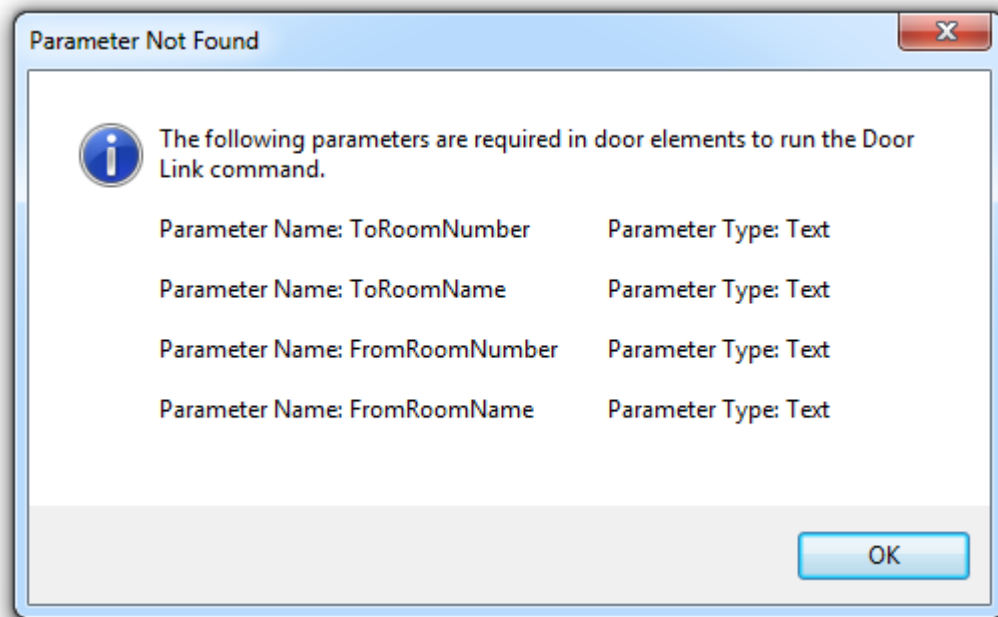 Parameter Not Found
The following parameters are required in door elements to run the Door
Link command.
Parameter Name: ToRoomNumber Parameter Type: Text
Parameter Name: ToRoomName Parameter Type: Text
Parameter Name: FromRoomNumber Parameter Type: Text
Parameter Name: FromRoomName Parameter Type: Text
OK